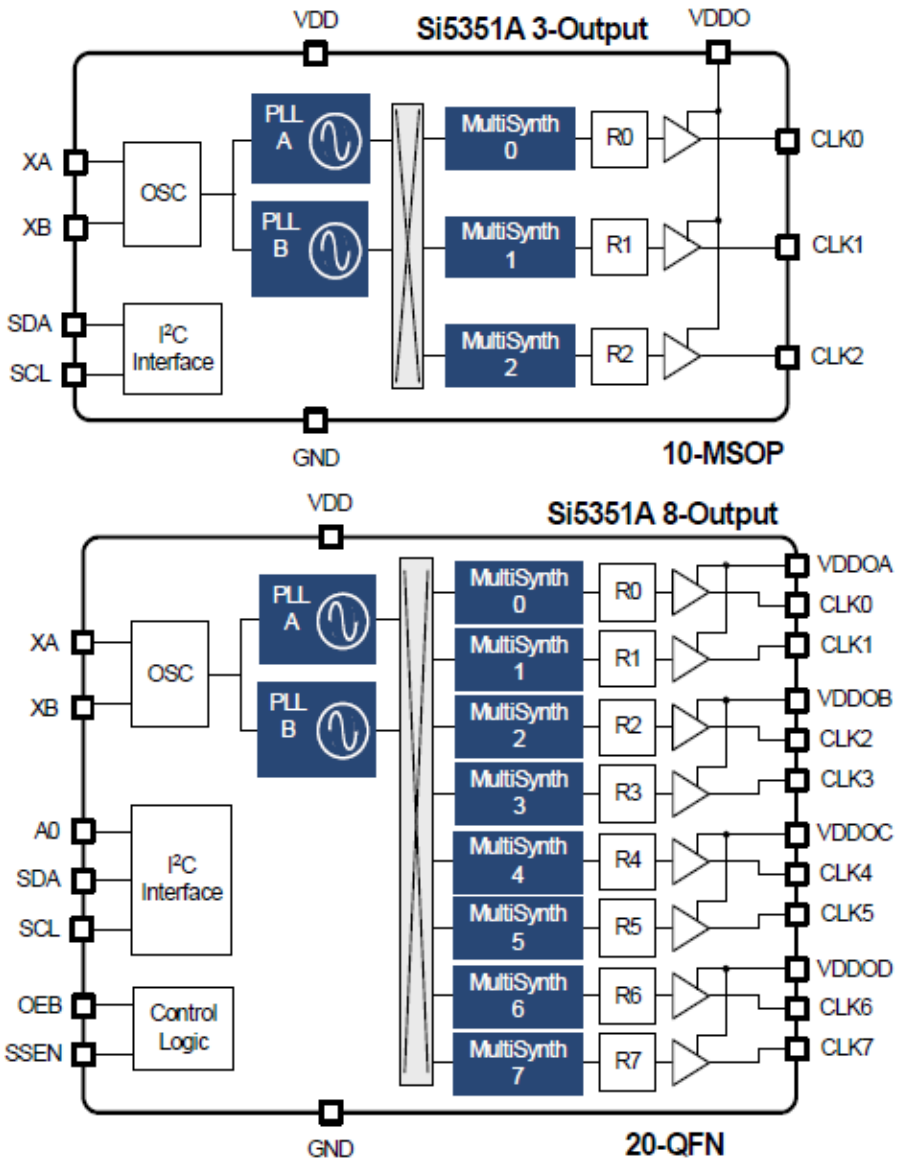 VDD
Si5351A 3-Output
VDDO
PLL
A
MultiSynth
0
R0
CLK0
XA
OSC
XB
PLL
B
MultiSynth
1
R1
CLK1
SDA
I²C
Interface
SCL
MultiSynth
2
R2
CLK2
GND
10-MSOP
VDD
Si5351A 8-Output
VDDOA
PLL
A
MultiSynth
0
R0
CLK0
XA
OSC
XB
MultiSynth
1
R1
CLK1
PLL
B
VDDOB
MultiSynth
2
R2
CLK2
MultiSynth
3
R3
CLK3
A0
SDA
SCL
I²C
Interface
VDDOC
MultiSynth
4
R4
CLK4
MultiSynth
5
R5
CLK5
OEB
SSEN
Control
Logic
VDDOD
MultiSynth
6
R6
CLK6
MultiSynth
7
R7
CLK7
GND
20-QFN